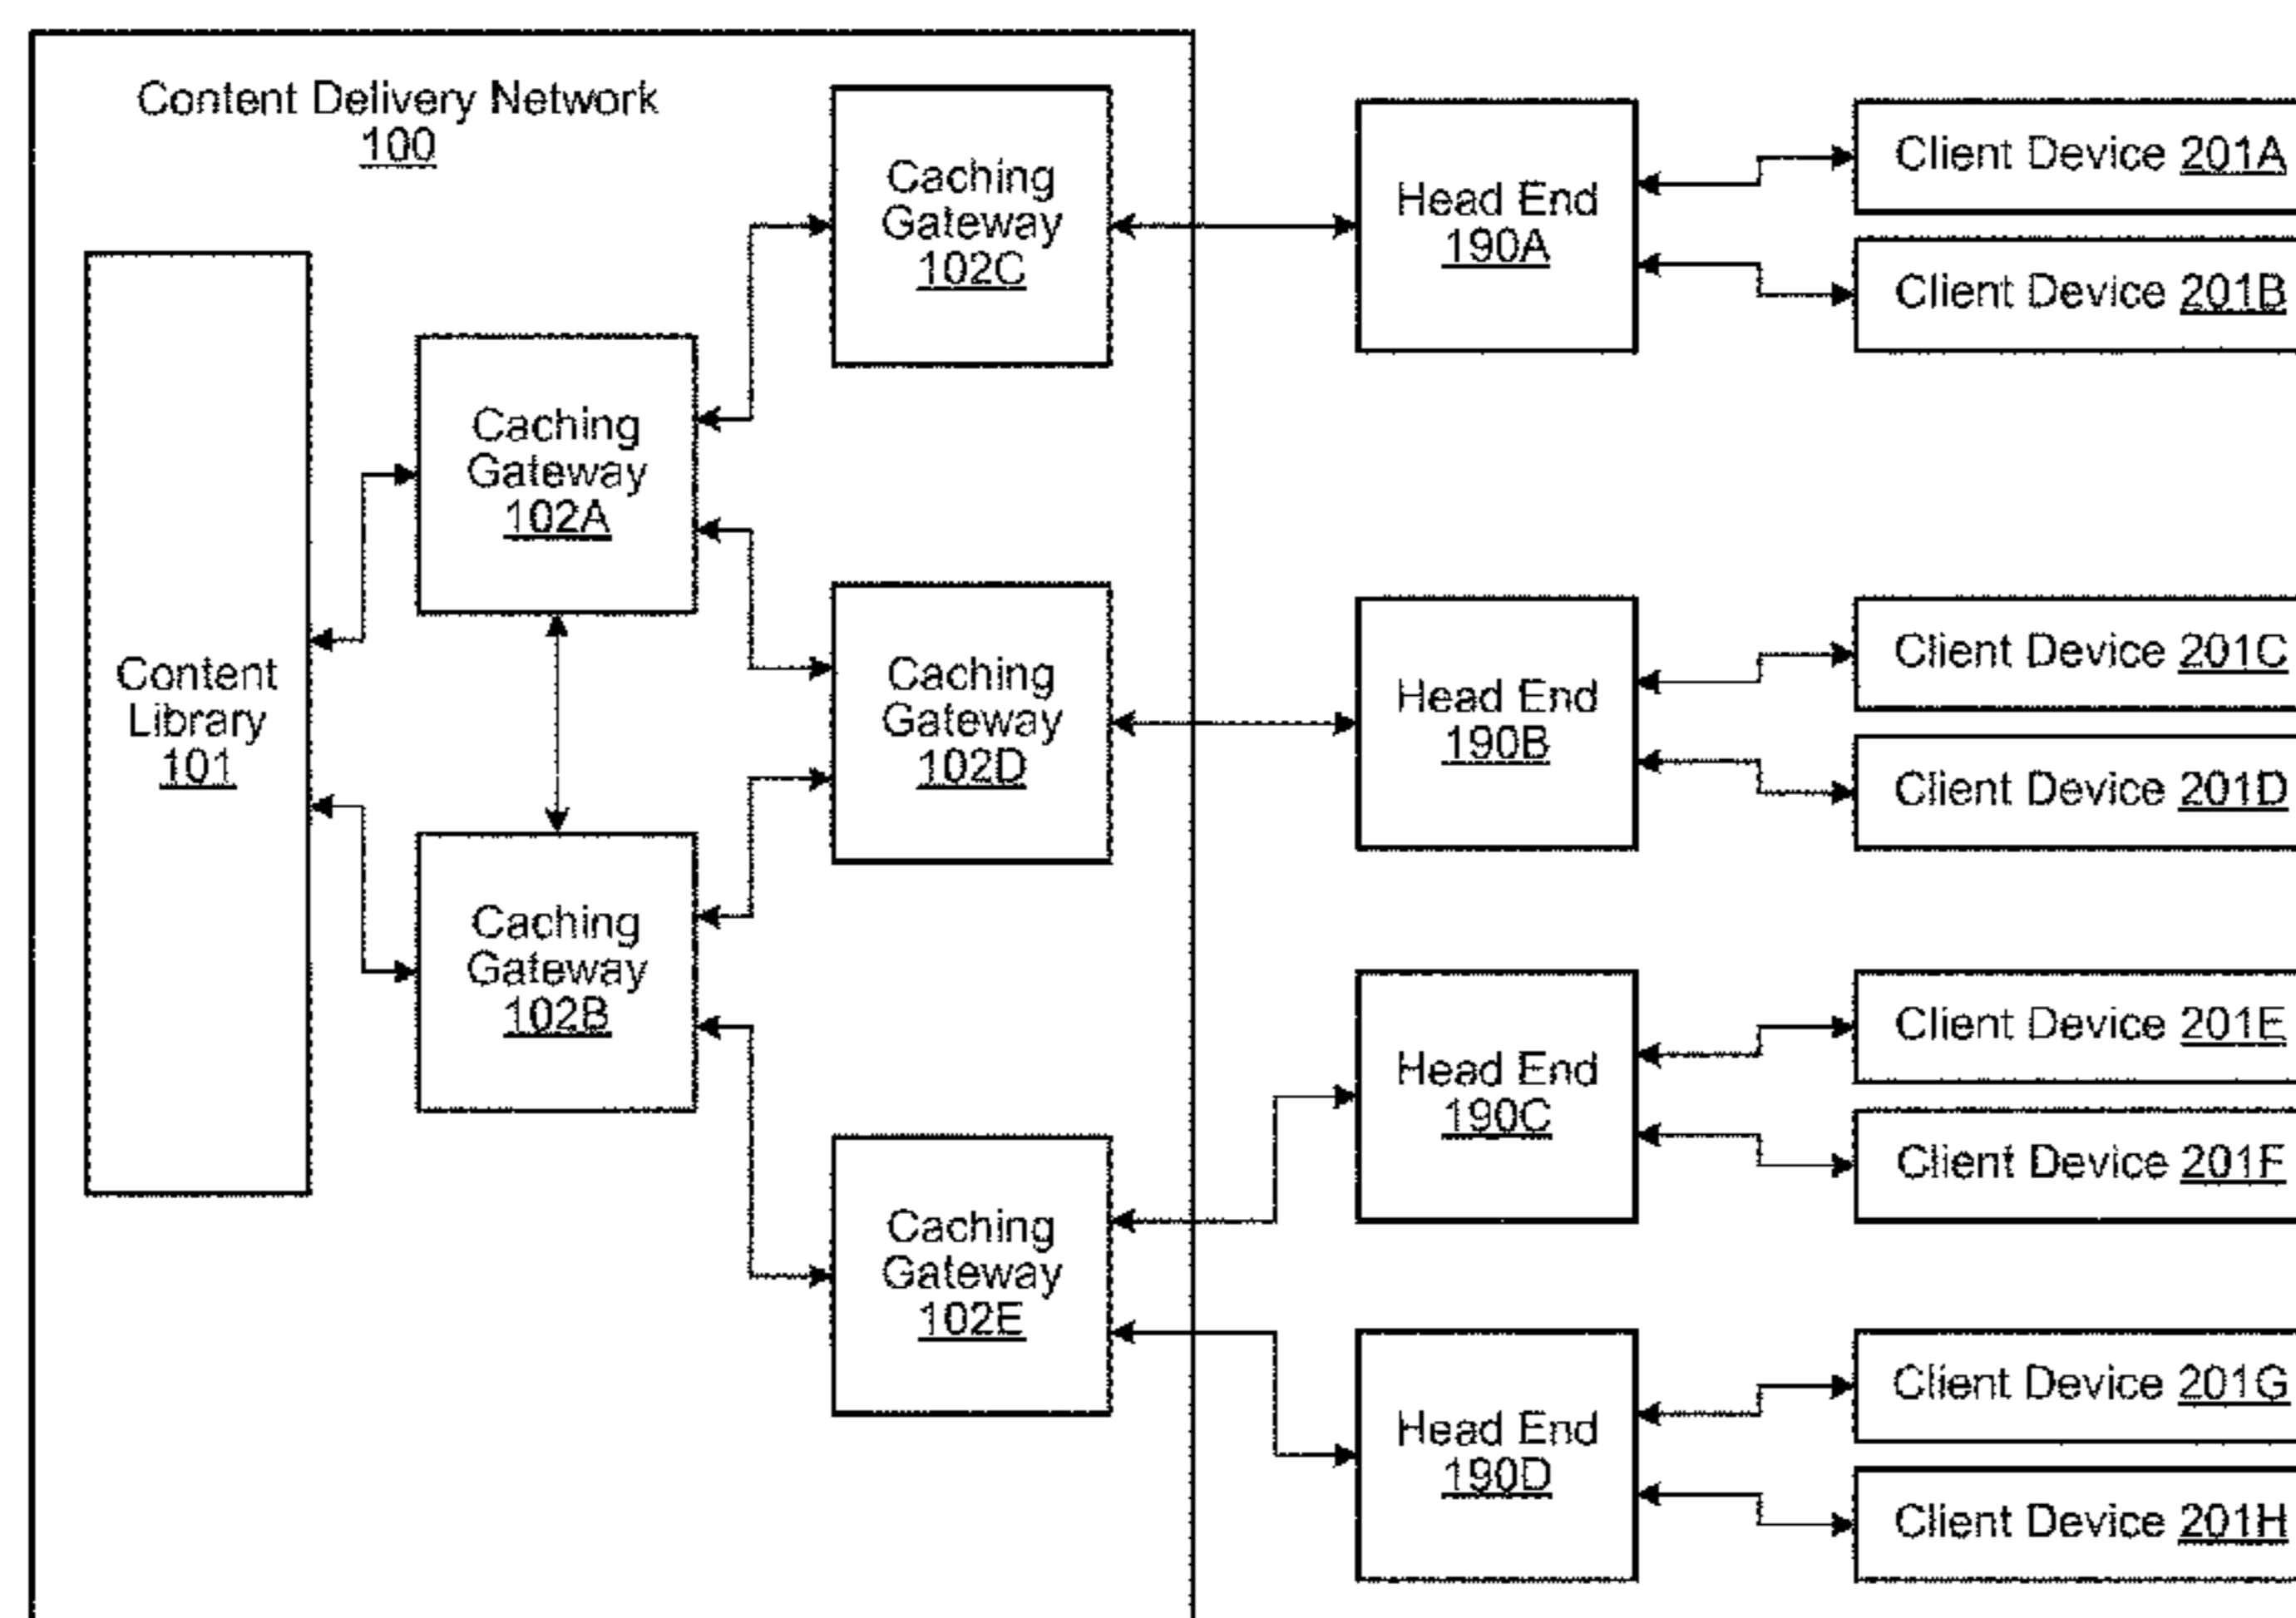 Content Delivery Network
100
Content
Library
101
Caching
Gateway
102A
Caching
Gateway
102B
Caching
Gateway
102C
Caching
Gateway
102D
Caching
Gateway
102E
Head End
190A
Head End
190B
Head End
190C
Head End
190D
Client Device 201A
Client Device 201B
Client Device 201C
Client Device 201D
Client Device 201E
Client Device 201F
Client Device 201G
Client Device 201H